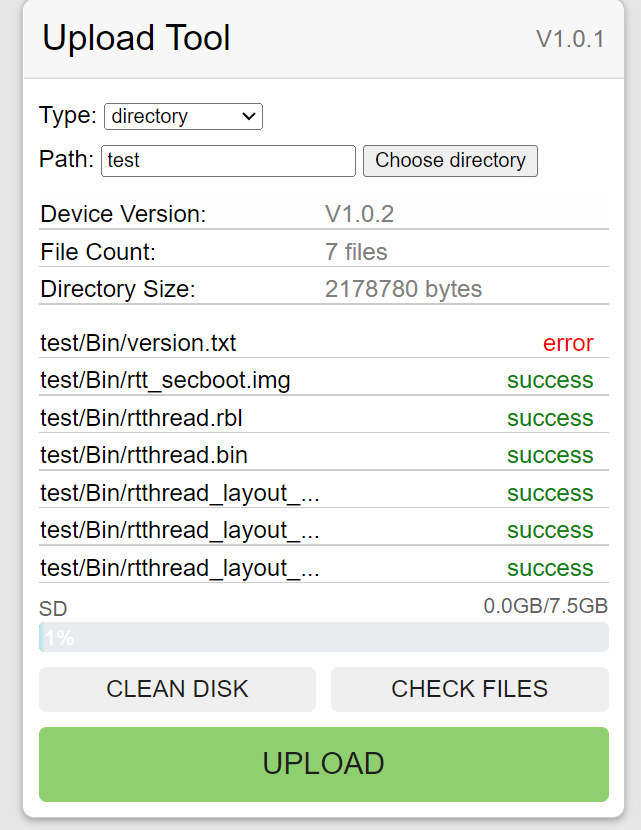 Upload Tool V1.0.1
Type: directory
Path: test Choose directory
Device Version: V1.0.2
File Count: 7 files
Directory Size: 2178780 bytes
test/Bin/version.txt error
test/Bin/rtt_secboot.img success
test/Bin/rtthread.rbl success
test/Bin/rtthread.bin success
test/Bin/rtthread_layout_... success
test/Bin/rtthread_layout_... success
test/Bin/rtthread_layout_... success
SD 0.0GB/7.5GB
1%
CLEAN DISK CHECK FILES
UPLOAD